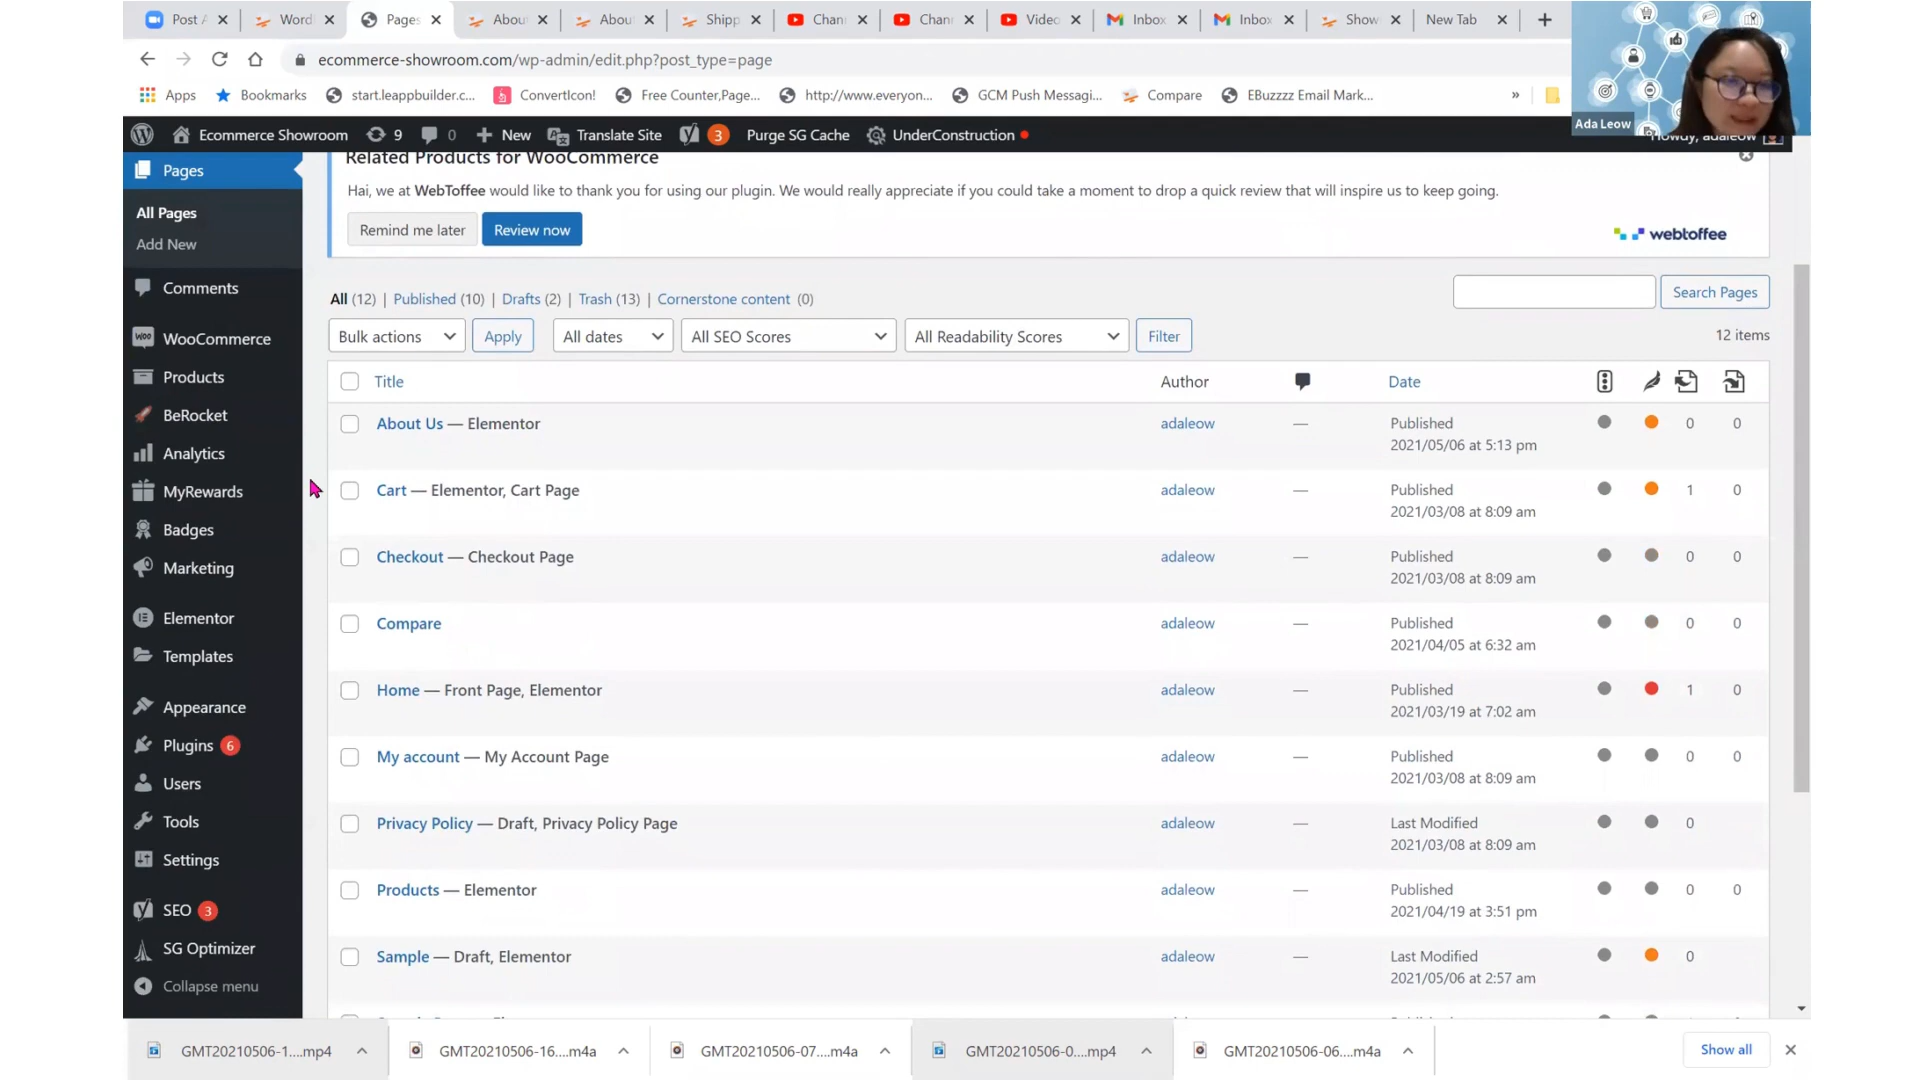 Post A
Word
Pages
About
About
Shipp
Chan
Chan
Video
Inbox
Inbox
Show
New Tab
ecommerce-showroom.com/wp-admin/edit.php?post_type=page
Apps
Bookmarks
start.leappbuilder.c...
ConvertIcon!
Free Counter,Page...
http://www.everyon...
GCM Push Messagi...
Compare
EBuzzzz Email Mark...
»
Ada Leow
Ecommerce Showroom
9
0
New
Translate Site
3
Purge SG Cache
UnderConstruction
Howdy, adaleow
Pages
All Pages
Add New
Comments
WooCommerce
Products
BeRocket
Analytics
MyRewards
Badges
Marketing
Elementor
Templates
Appearance
Plugins 6
Users
Tools
Settings
SEO 3
SG Optimizer
Collapse menu
Related Products for WooCommerce
Hai, we at WebToffee would like to thank you for using our plugin. We would really appreciate if you could take a moment to drop a quick review that will inspire us to keep going.
Remind me later
Review now
webtoffee
All (12) | Published (10) | Drafts (2) | Trash (13) | Cornerstone content (0)
Search Pages
Bulk actions
Apply
All dates
All SEO Scores
All Readability Scores
Filter
12 items
Title Author Date
About Us — Elementor adaleow — Published 0 0
2021/05/06 at 5:13 pm
Cart — Elementor, Cart Page adaleow — Published 1 0
2021/03/08 at 8:09 am
Checkout — Checkout Page adaleow — Published 0 0
2021/03/08 at 8:09 am
Compare adaleow — Published 0 0
2021/04/05 at 6:32 am
Home — Front Page, Elementor adaleow — Published 1 0
2021/03/19 at 7:02 am
My account — My Account Page adaleow — Published 0 0
2021/03/08 at 8:09 am
Privacy Policy — Draft, Privacy Policy Page adaleow — Last Modified 0
2021/03/08 at 8:09 am
Products — Elementor adaleow — Published 0 0
2021/04/19 at 3:51 pm
Sample — Draft, Elementor adaleow — Last Modified 0
2021/05/06 at 2:57 am
GMT20210506-1....mp4
GMT20210506-16....m4a
GMT20210506-07....m4a
GMT20210506-0....mp4
GMT20210506-06....m4a
Show all